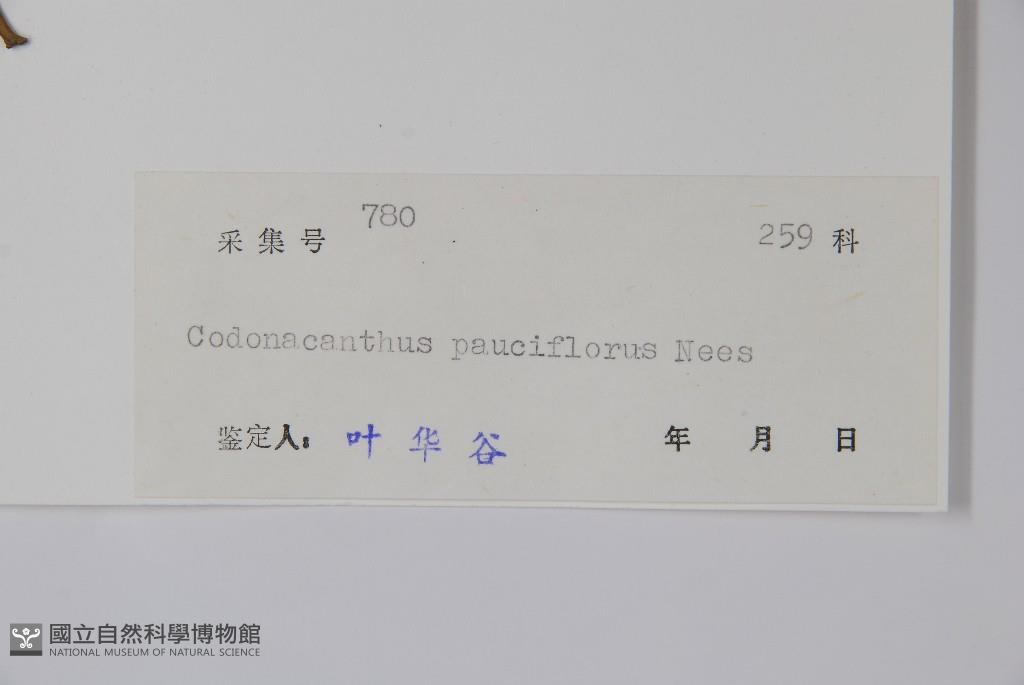 采集号 780 259 科
Codonacanthus pauciflorus Nees
鉴定人: 叶华谷 年 月 日
國立自然科學博物館
NATIONAL MUSEUM OF NATURAL SCIENCE